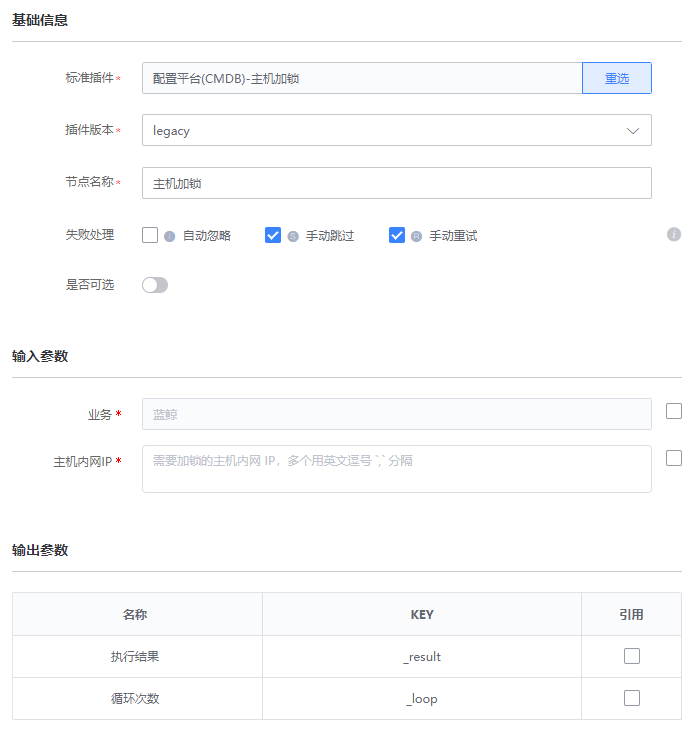 基础信息
标准插件* 配置平台(CMDB)-主机加锁 重选
插件版本* legacy
节点名称* 主机加锁
失败处理 自动忽略 手动跳过 手动重试
是否可选
输入参数
业务* 蓝鲸
主机内网IP* 需要加锁的主机内网 IP，多个用英文逗号 `,` 分隔
输出参数
名称 KEY 引用
执行结果 _result
循环次数 _loop